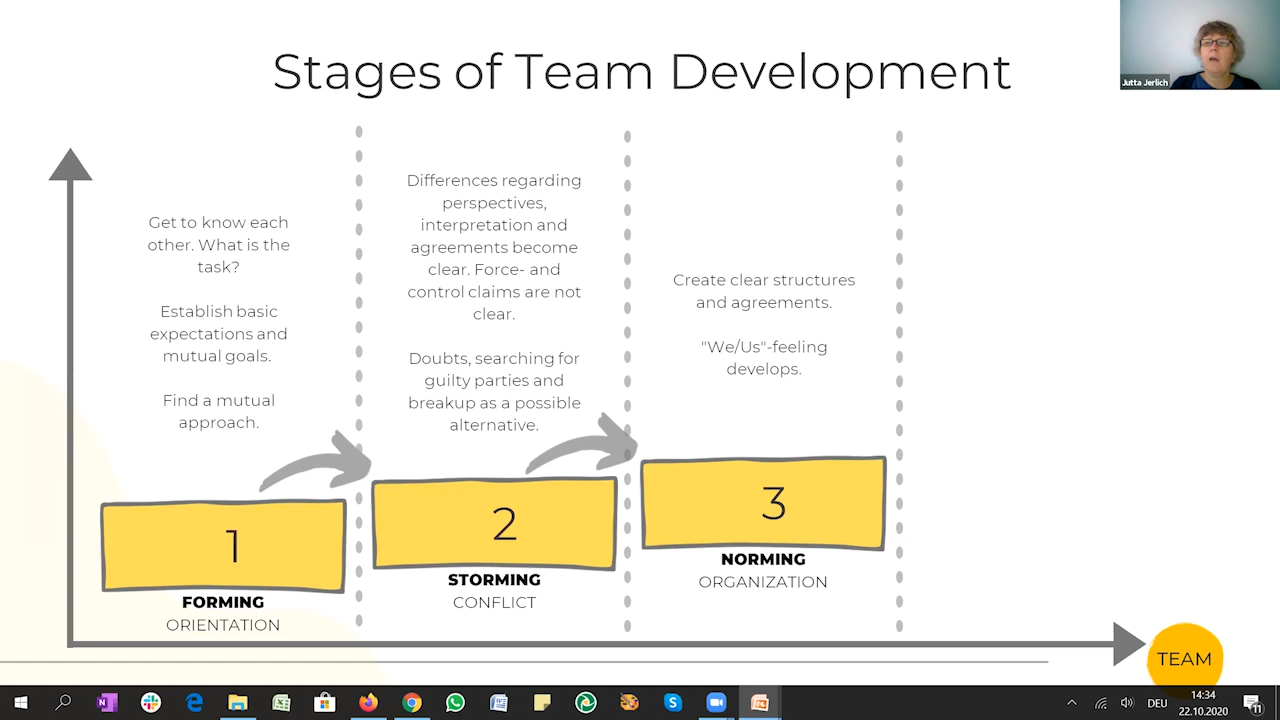 Stages of Team Development
Jutta Jerlich
Get to know each
other. What is the
task?
Establish basic
expectations and
mutual goals.
Find a mutual
approach.
1
FORMING
ORIENTATION
Differences regarding
perspectives,
interpretation and
agreements become
clear. Force- and
control claims are not
clear.
Doubts, searching for
guilty parties and
breakup as a possible
alternative.
2
STORMING
CONFLICT
Create clear structures
and agreements.
"We/Us"-feeling
develops.
3
NORMING
ORGANIZATION
TEAM
DEU
14:34
22.10.2020
11